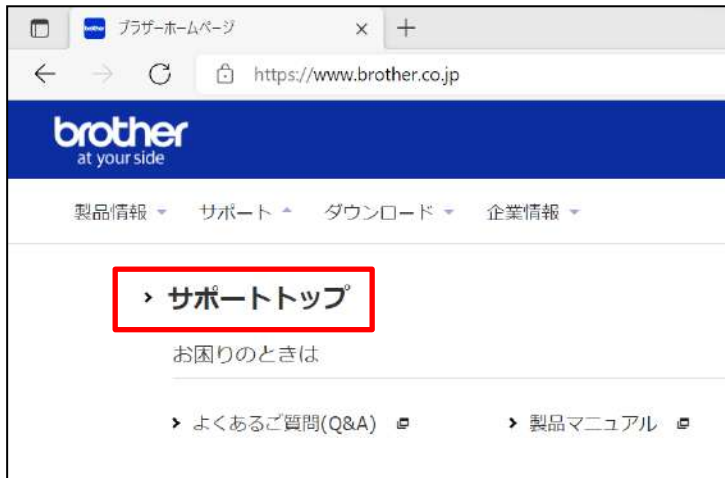 ブラザーホームページ
https://www.brother.co.jp
brother
at your side
製品情報 サポート ダウンロード 企業情報
サポートトップ
お困りのときは
よくあるご質問(Q&A) 製品マニュアル